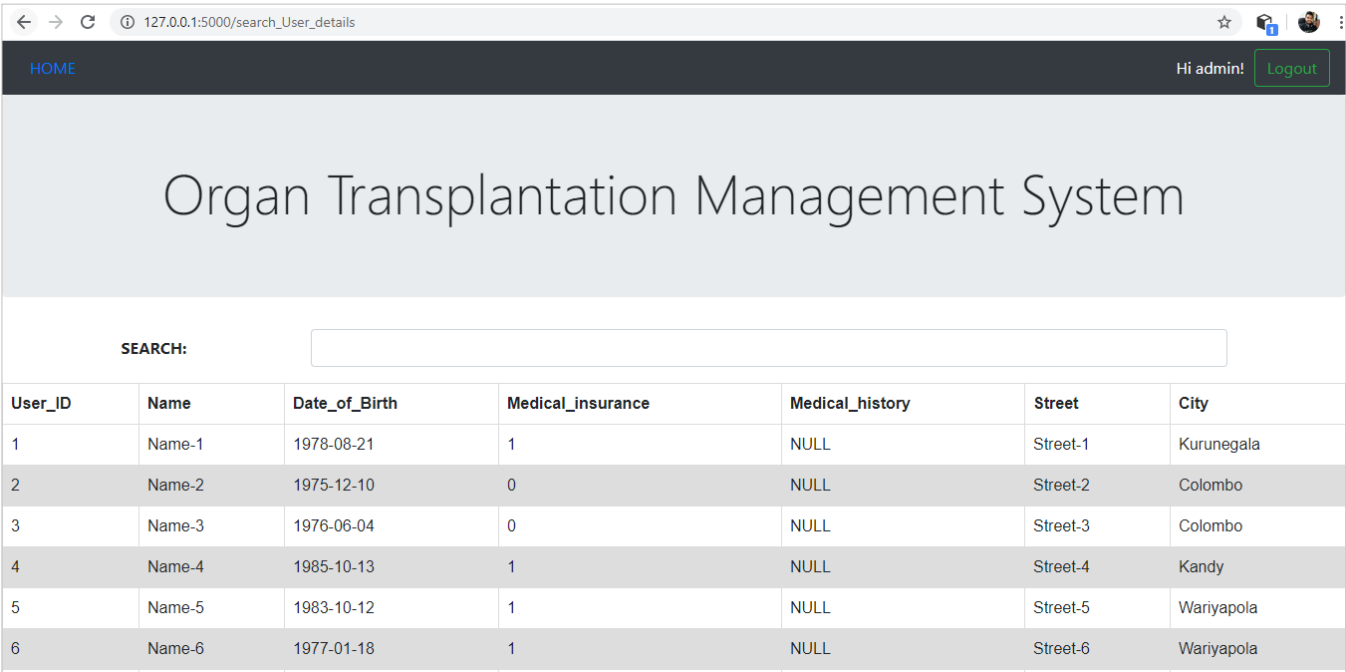 127.0.0.1:5000/search_User_details
1
HOME Hi admin! Logout
Organ Transplantation Management System
SEARCH:
User_ID Name Date_of_Birth Medical_insurance Medical_history Street City
1 Name-1 1978-08-21 1 NULL Street-1 Kurunegala
2 Name-2 1975-12-10 0 NULL Street-2 Colombo
3 Name-3 1976-06-04 0 NULL Street-3 Colombo
4 Name-4 1985-10-13 1 NULL Street-4 Kandy
5 Name-5 1983-10-12 1 NULL Street-5 Wariyapola
6 Name-6 1977-01-18 1 NULL Street-6 Wariyapola